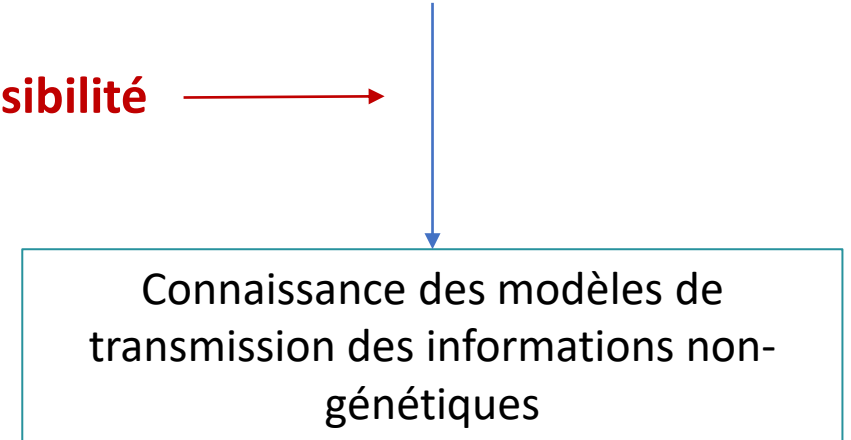 sibilité
Connaissance des modèles de
transmission des informations non-
génétiques